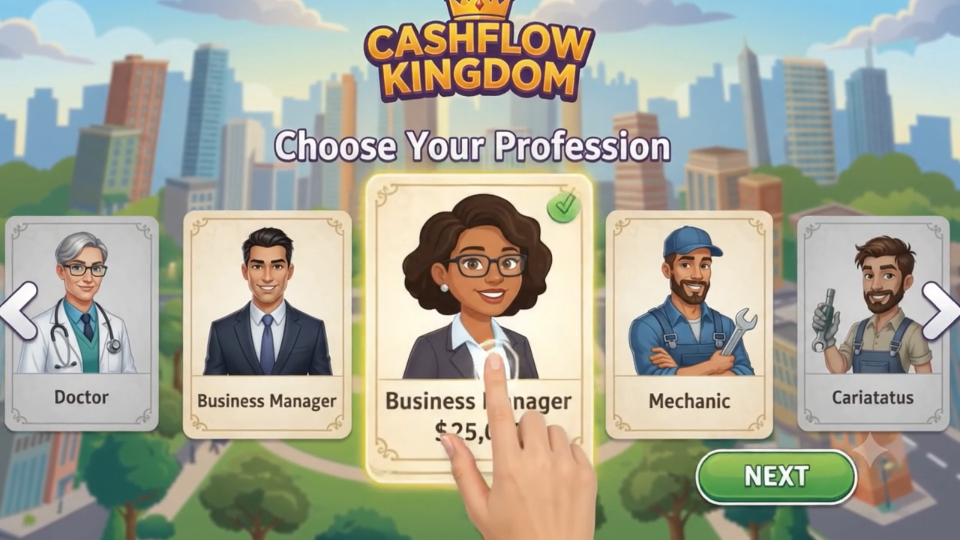 CASHFLOW
KINGDOM
Choose Your Profession
Doctor
Business Manager
Business
Mechanic
Cariatatus
NEXT